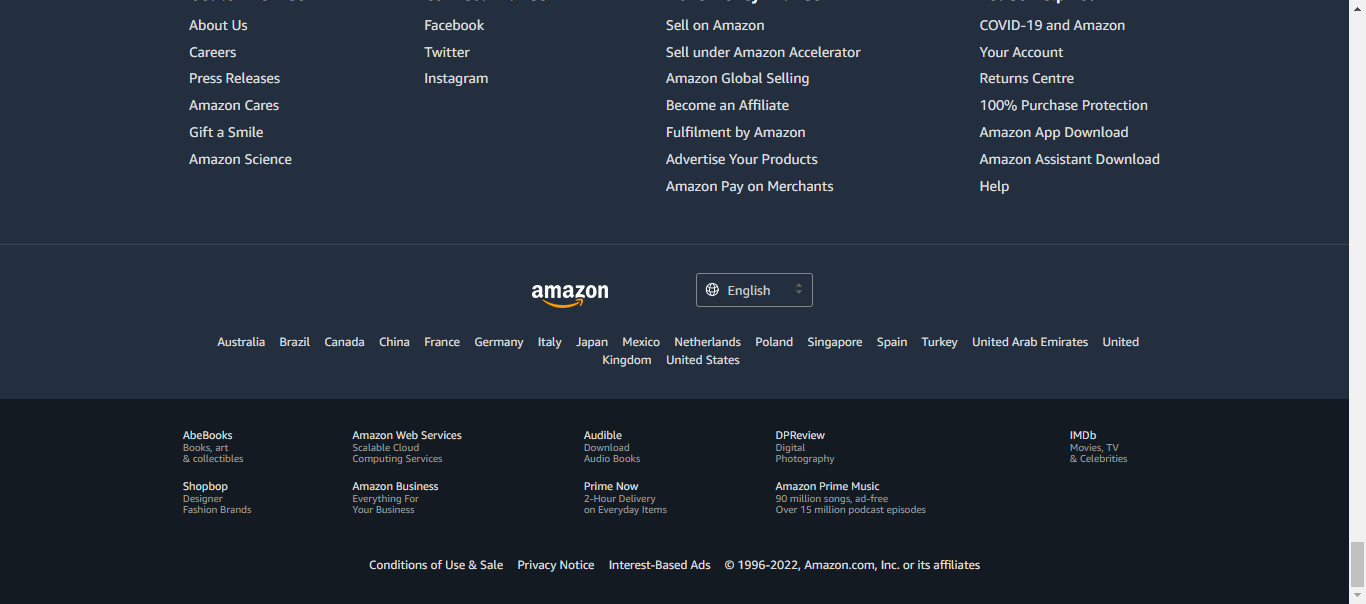 About Us
Careers
Press Releases
Amazon Cares
Gift a Smile
Amazon Science
Facebook
Twitter
Instagram
Sell on Amazon
Sell under Amazon Accelerator
Amazon Global Selling
Become an Affiliate
Fulfilment by Amazon
Advertise Your Products
Amazon Pay on Merchants
COVID-19 and Amazon
Your Account
Returns Centre
100% Purchase Protection
Amazon App Download
Amazon Assistant Download
Help
amazon
English
Australia Brazil Canada China France Germany Italy Japan Mexico Netherlands Poland Singapore Spain Turkey United Arab Emirates United
Kingdom United States
AbeBooks
Books, art
& collectibles
Amazon Web Services
Scalable Cloud
Computing Services
Audible
Download
Audio Books
DPReview
Digital
Photography
IMDb
Movies, TV
& Celebrities
Shopbop
Designer
Fashion Brands
Amazon Business
Everything For
Your Business
Prime Now
2-Hour Delivery
on Everyday Items
Amazon Prime Music
90 million songs, ad-free
Over 15 million podcast episodes
Conditions of Use & Sale Privacy Notice Interest-Based Ads © 1996-2022, Amazon.com, Inc. or its affiliates